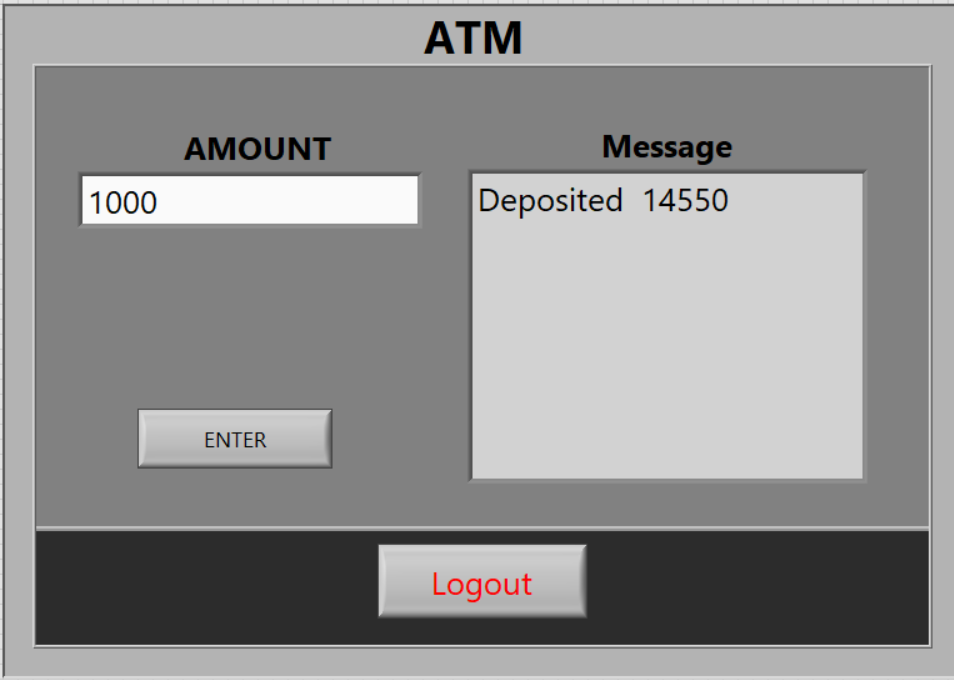 ATM
AMOUNT
1000
Message
Deposited  14550
ENTER
Logout